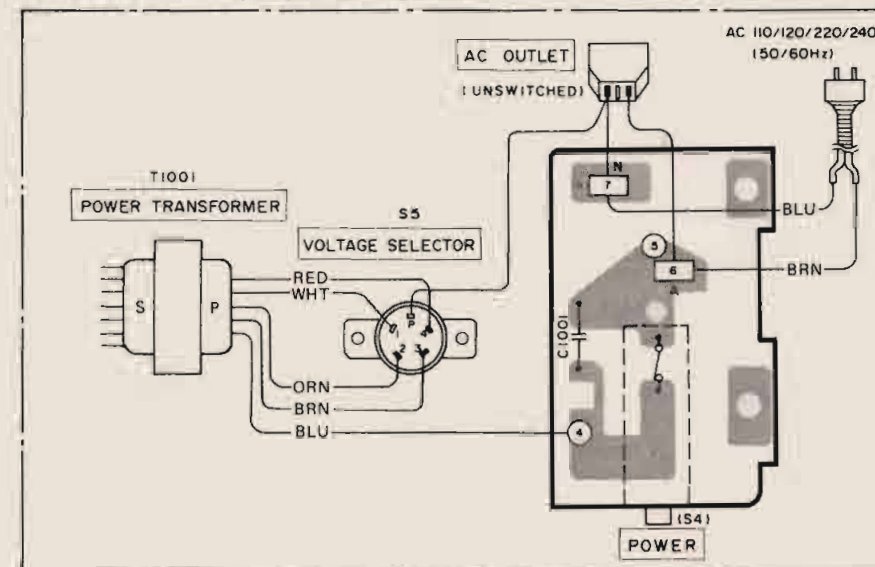 AC 110/120/220/240
(50/60Hz)
AC OUTLET
(UNSWITCHED)
T1001
POWER TRANSFORMER
S5
VOLTAGE SELECTOR
N
7
BLU
5
6
A
BRN
RED
WHT
S
P
P
1
4
2
3
C1001
ORN
BRN
BLU
4
(S4)
POWER